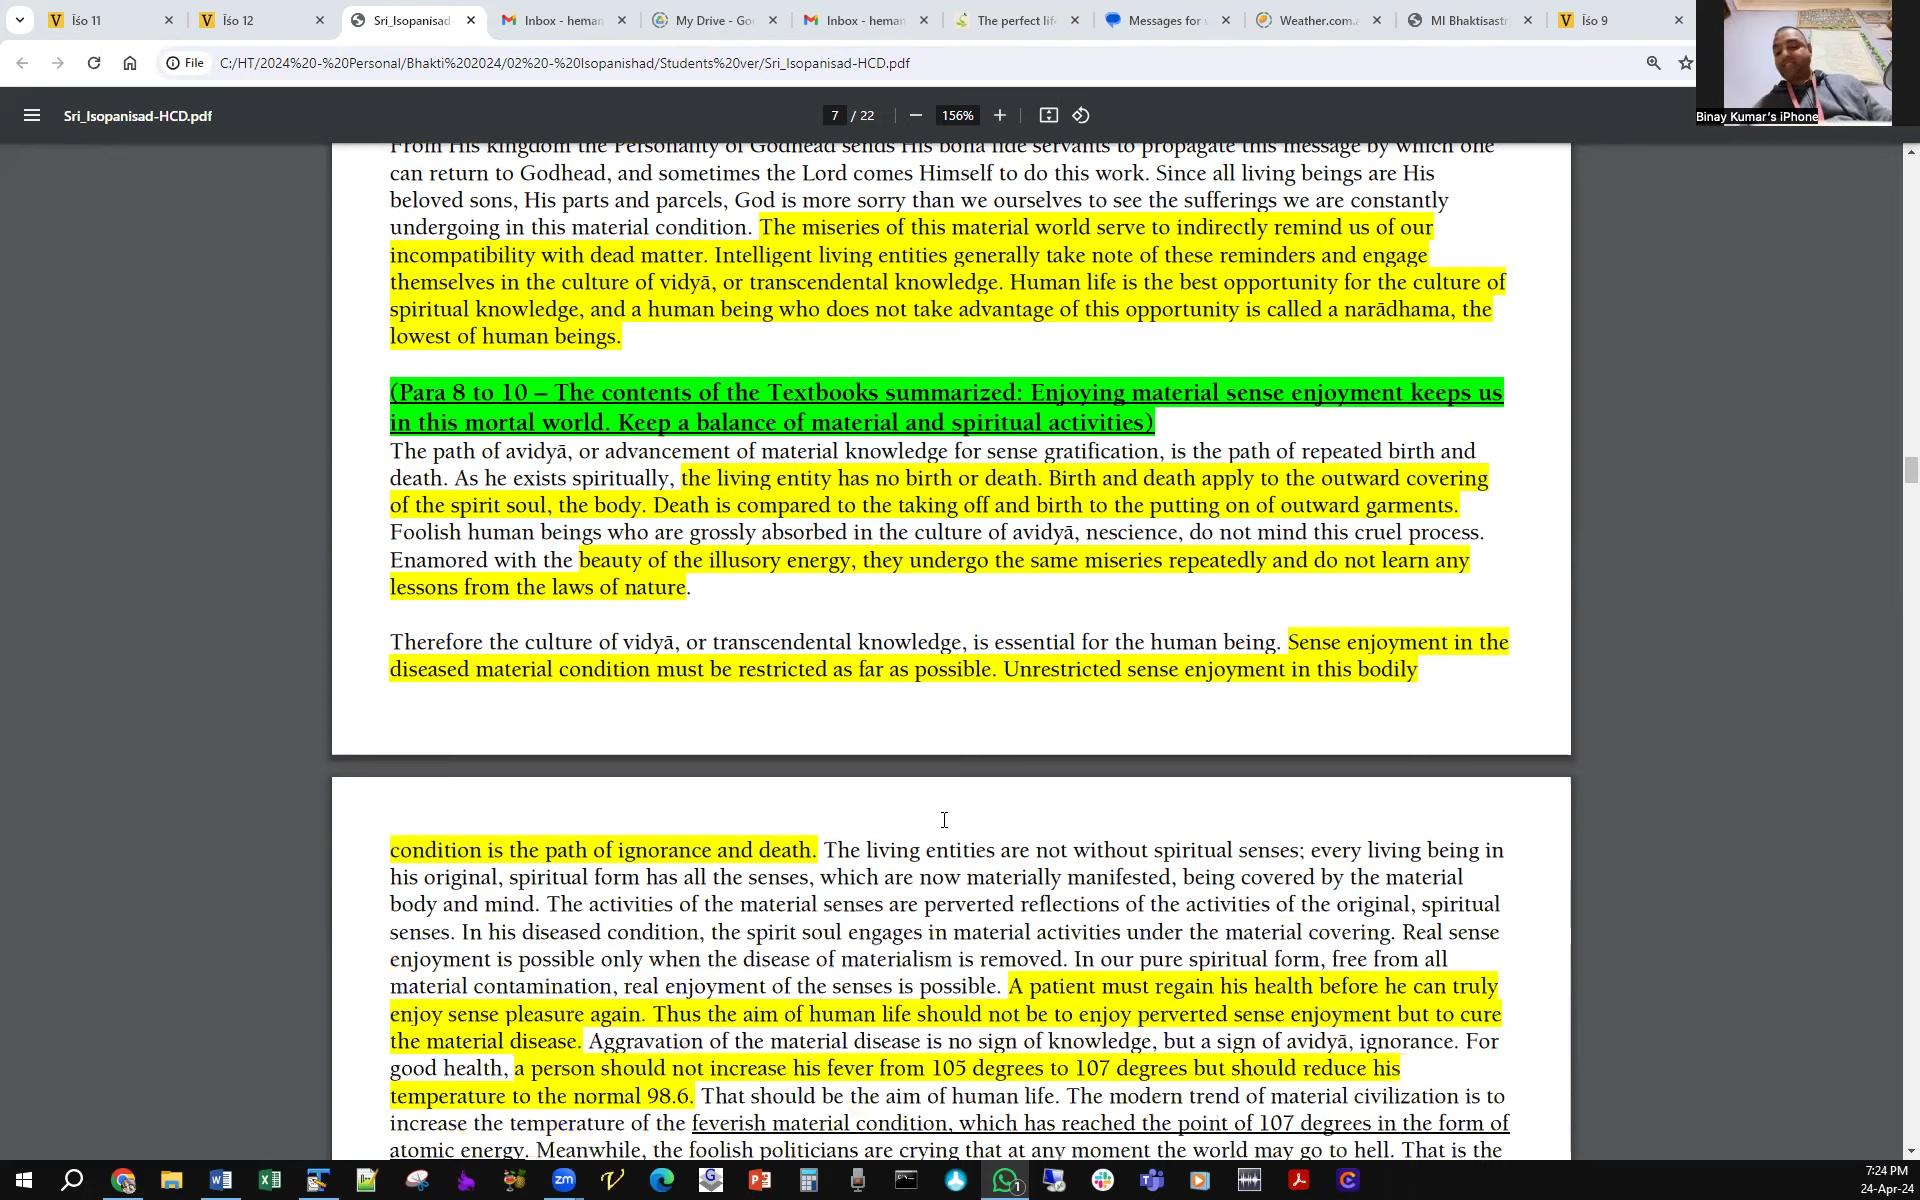 Īśo 11
Īśo 12
Sri_Isopanisad-
Inbox - heman
My Drive - Go
Inbox - heman
The perfect lif
Messages for
Weather.com.
MI Bhaktisastr
Īśo 9
File
C:/HT/2024%20-%20Personal/Bhakti%202024/02%20-%20Isopanishad/Students%20ver/Sri_Isopanisad-HCD.pdf
Sri_Isopanisad-HCD.pdf
7 / 22
156%
Binay Kumar's iPhone
From His kingdom the Personality of Godhead sends His bona fide servants to propagate this message by which one
can return to Godhead, and sometimes the Lord comes Himself to do this work. Since all living beings are His
beloved sons, His parts and parcels, God is more sorry than we ourselves to see the sufferings we are constantly
undergoing in this material condition. The miseries of this material world serve to indirectly remind us of our
incompatibility with dead matter. Intelligent living entities generally take note of these reminders and engage
themselves in the culture of vidyā, or transcendental knowledge. Human life is the best opportunity for the culture of
spiritual knowledge, and a human being who does not take advantage of this opportunity is called a narādhama, the
lowest of human beings.
(Para 8 to 10 – The contents of the Textbooks summarized: Enjoying material sense enjoyment keeps us
in this mortal world. Keep a balance of material and spiritual activities)
The path of avidyā, or advancement of material knowledge for sense gratification, is the path of repeated birth and
death. As he exists spiritually, the living entity has no birth or death. Birth and death apply to the outward covering
of the spirit soul, the body. Death is compared to the taking off and birth to the putting on of outward garments.
Foolish human beings who are grossly absorbed in the culture of avidyā, nescience, do not mind this cruel process.
Enamored with the beauty of the illusory energy, they undergo the same miseries repeatedly and do not learn any
lessons from the laws of nature.
Therefore the culture of vidyā, or transcendental knowledge, is essential for the human being. Sense enjoyment in the
diseased material condition must be restricted as far as possible. Unrestricted sense enjoyment in this bodily
condition is the path of ignorance and death. The living entities are not without spiritual senses; every living being in
his original, spiritual form has all the senses, which are now materially manifested, being covered by the material
body and mind. The activities of the material senses are perverted reflections of the activities of the original, spiritual
senses. In his diseased condition, the spirit soul engages in material activities under the material covering. Real sense
enjoyment is possible only when the disease of materialism is removed. In our pure spiritual form, free from all
material contamination, real enjoyment of the senses is possible. A patient must regain his health before he can truly
enjoy sense pleasure again. Thus the aim of human life should not be to enjoy perverted sense enjoyment but to cure
the material disease. Aggravation of the material disease is no sign of knowledge, but a sign of avidyā, ignorance. For
good health, a person should not increase his fever from 105 degrees to 107 degrees but should reduce his
temperature to the normal 98.6. That should be the aim of human life. The modern trend of material civilization is to
increase the temperature of the feverish material condition, which has reached the point of 107 degrees in the form of
atomic energy. Meanwhile, the foolish politicians are crying that at any moment the world may go to hell. That is the
7:24 PM
24-Apr-24